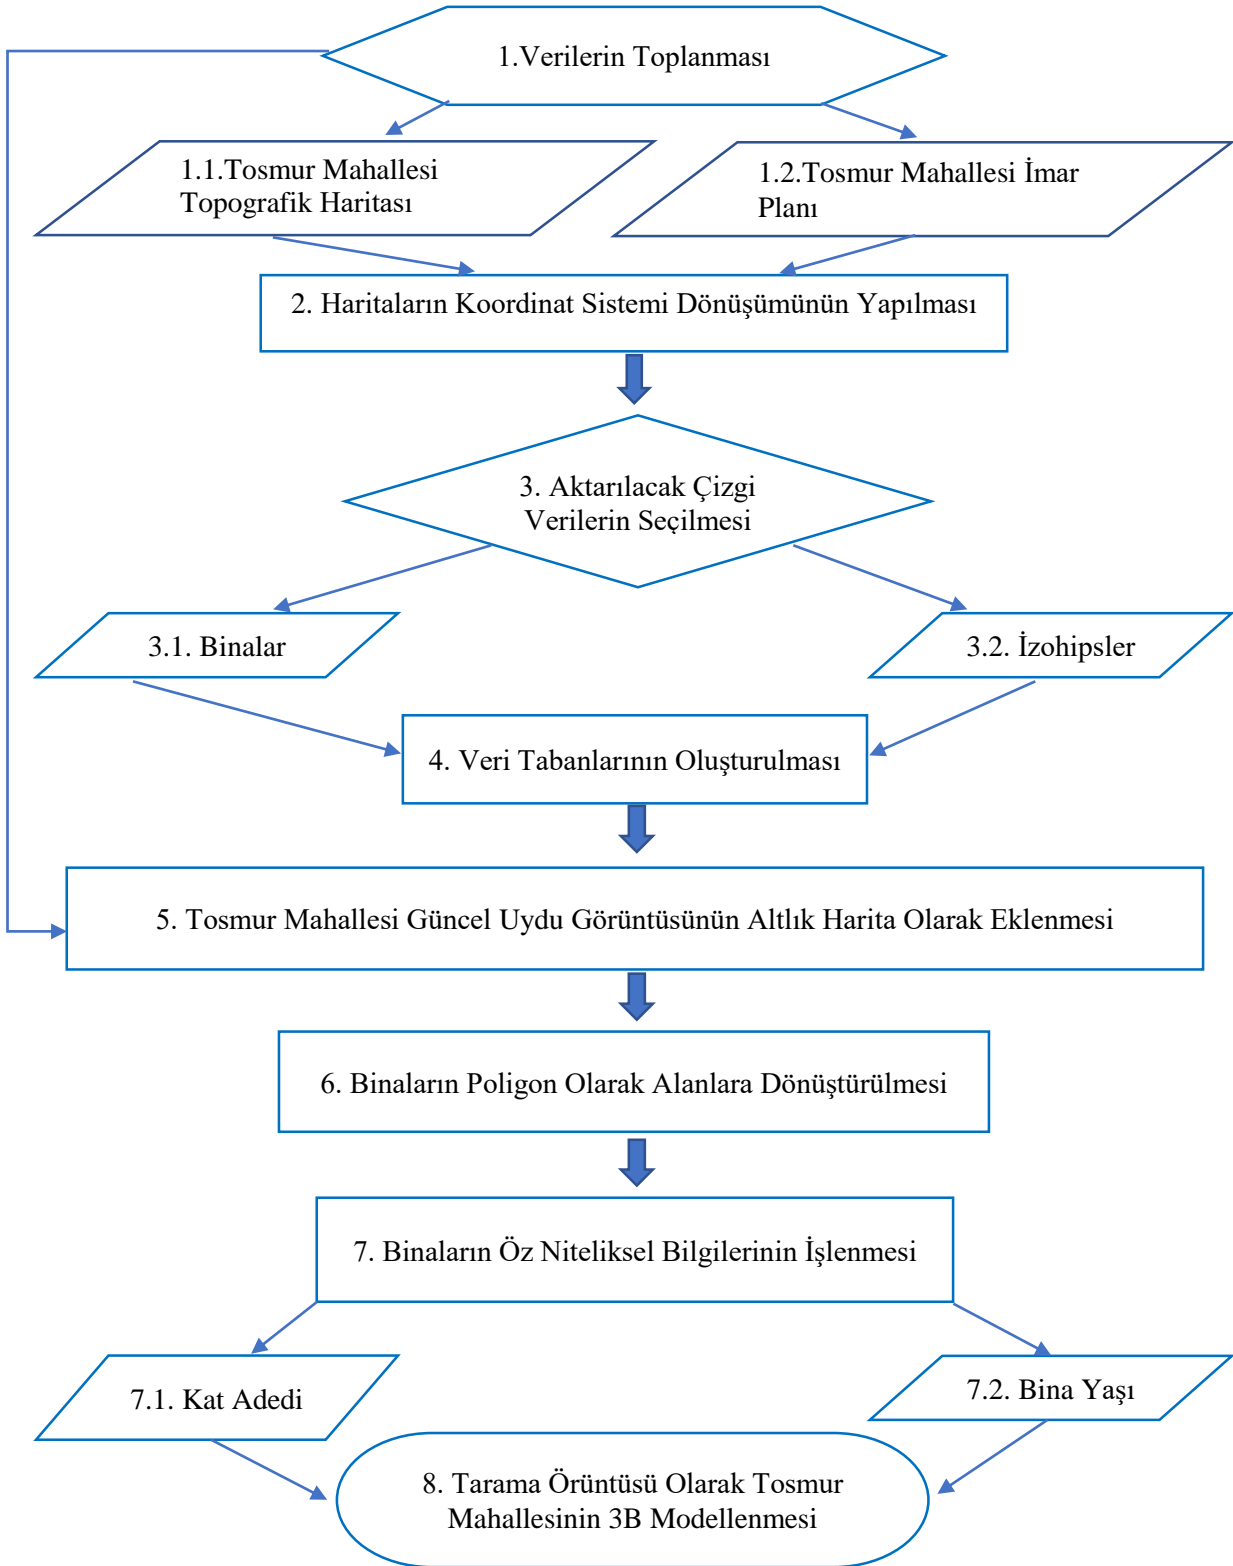 1.Verilerin Toplanması
1.1.Tosmur Mahallesi
Topografik Haritası
1.2.Tosmur Mahallesi İmar
Planı
2. Haritaların Koordinat Sistemi Dönüşümünün Yapılması
3. Aktarılacak Çizgi
Verilerin Seçilmesi
3.1. Binalar
3.2. İzohipsler
4. Veri Tabanlarının Oluşturulması
5. Tosmur Mahallesi Güncel Uydu Görüntüsünün Altlık Harita Olarak Eklenmesi
6. Binaların Poligon Olarak Alanlara Dönüştürülmesi
7. Binaların Öz Niteliksel Bilgilerinin İşlenmesi
7.1. Kat Adedi
7.2. Bina Yaşı
8. Tarama Örüntüsü Olarak Tosmur
Mahallesinin 3B Modellenmesi